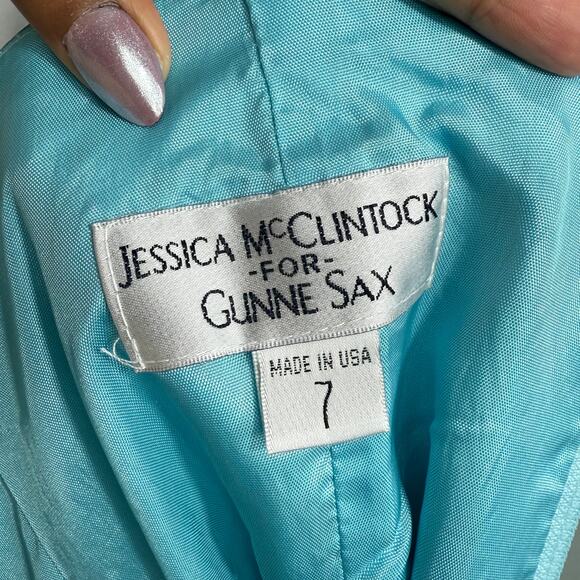 JESSICA McCLINTOCK
-FOR-
GUNNE SAX
MADE IN USA
7